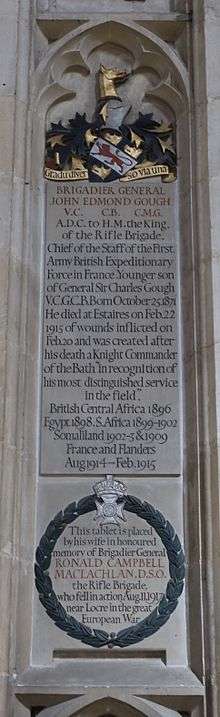 Gradu diverso via una
BRIGADIER GENERAL
JOHN EDMOND GOUGH
V.C. C.B. C.M.G.
A.D.C. to H.M. the King,
of the Rifle Brigade.
Chief of the Staff of the First
Army British Expeditionary
Force in France Younger son
of General Sir Charles Gough
V.C.G.C.B. Born October 25.1871
He died at Estaires on Feb.22
1915 of wounds inflicted on
Feb.20 and was created after
his death a Knight Commander
of the Bath "In recognition of
his most distinguished service
in the field".
British Central Africa 1896
Egypt 1898. S.Africa 1899-1902
Somaliland 1902-3 & 1909
France and Flanders
Aug 1914–Feb. 1915
This tablet is placed
by his wife in honoured
memory of Brigadier General
RONALD CAMPBELL
MACLACHLAN, D.S.O.
the Rifle Brigade,
who fell in action Aug.11.1917
near Locre in the great
European War